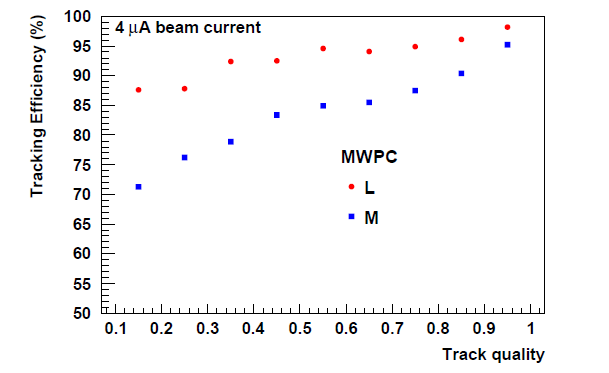 4 μA beam current
Tracking Efficiency (%)
100
95
90
85
80
75
70
65
60
55
50
MWPC
L
M
0.1 0.2 0.3 0.4 0.5 0.6 0.7 0.8 0.9 1
Track quality